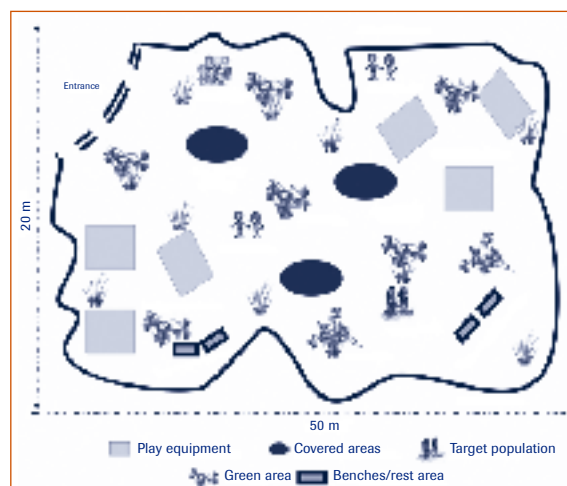 Entrance
20 m
50 m
Play equipment
Covered areas
Target population
Green area
Benches/rest area